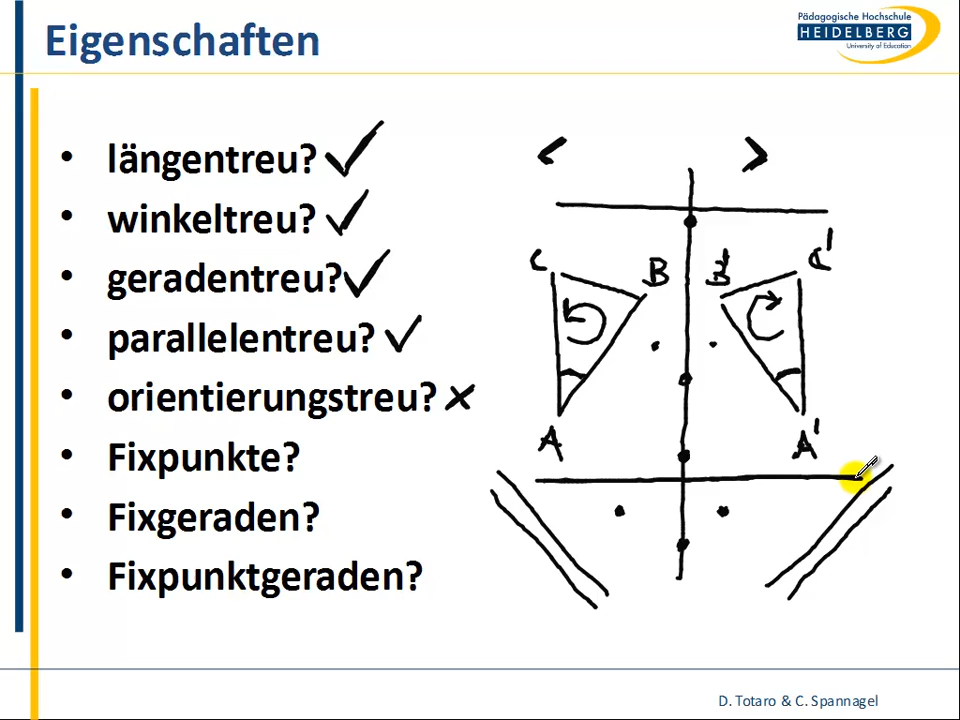 Eigenschaften
Pädagogische Hochschule
HEIDELBERG
University of Education
• längentreu? ✓
• winkeltreu? ✓
• geradentreu? ✓
• parallelentreu? ✓
• orientierungstreu? ✗
• Fixpunkte?
• Fixgeraden?
• Fixpunktgeraden?
< >
C B B' C'
A A'
D. Totaro & C. Spannagel